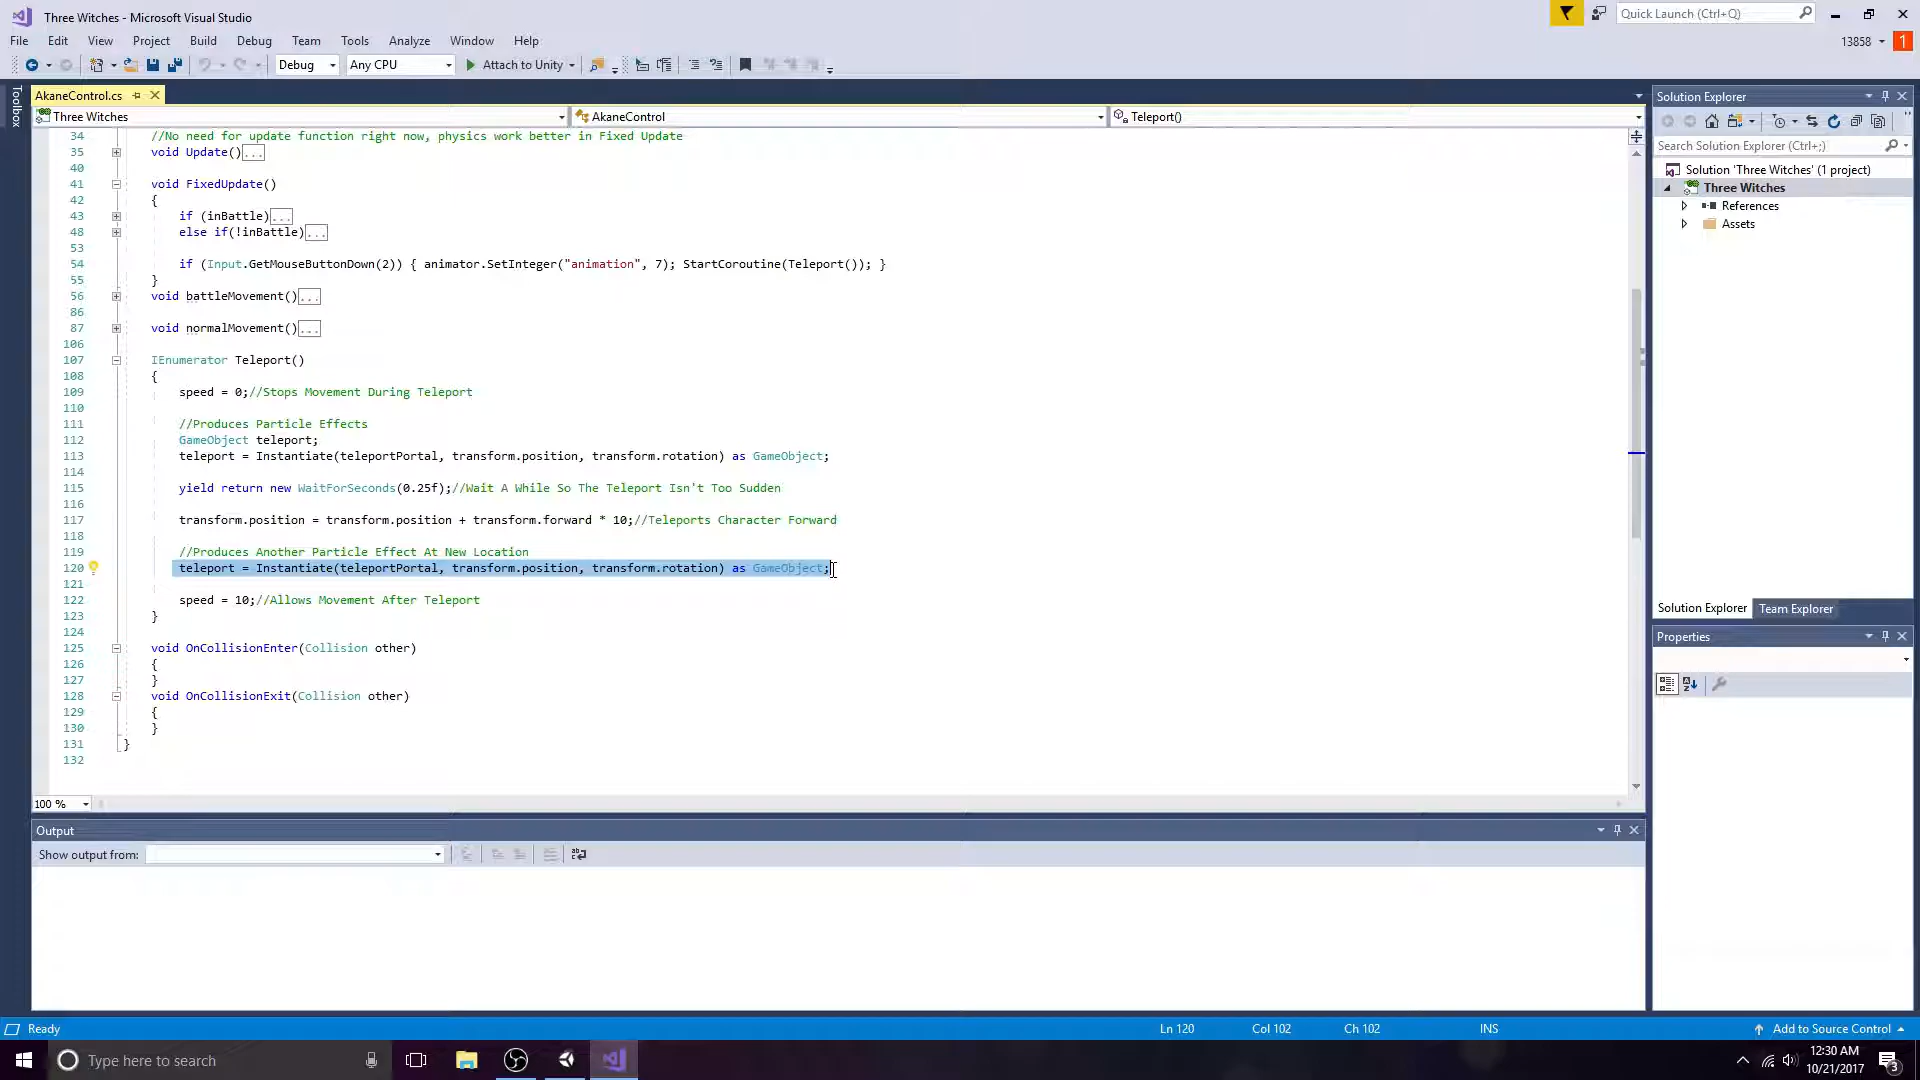 Three Witches - Microsoft Visual Studio
Quick Launch (Ctrl+Q)
File Edit View Project Build Debug Team Tools Analyze Window Help
13858
1
Debug
Any CPU
Attach to Unity
Toolbox
AkaneControl.cs
Three Witches
AkaneControl
Teleport()
34 //No need for update function right now, physics work better in Fixed Update
35 void Update()...
40
41 void FixedUpdate()
42 {
43 if (inBattle)...
48 else if(!inBattle)...
53
54 if (Input.GetMouseButtonDown(2)) { animator.SetInteger("animation", 7); StartCoroutine(Teleport()); }
55 }
56 void battleMovement()...
86
87 void normalMovement()...
106
107 IEnumerator Teleport()
108 {
109 speed = 0;//Stops Movement During Teleport
110
111 //Produces Particle Effects
112 GameObject teleport;
113 teleport = Instantiate(teleportPortal, transform.position, transform.rotation) as GameObject;
114
115 yield return new WaitForSeconds(0.25f);//Wait A While So The Teleport Isn't Too Sudden
116
117 transform.position = transform.position + transform.forward * 10;//Teleports Character Forward
118
119 //Produces Another Particle Effect At New Location
120 teleport = Instantiate(teleportPortal, transform.position, transform.rotation) as GameObject;
121
122 speed = 10;//Allows Movement After Teleport
123 }
124
125 void OnCollisionEnter(Collision other)
126 {
127 }
128 void OnCollisionExit(Collision other)
129 {
130 }
131 }
132
100 %
Solution Explorer
Search Solution Explorer (Ctrl+;)
Solution 'Three Witches' (1 project)
Three Witches
References
Assets
Solution Explorer Team Explorer
Properties
Output
Show output from:
Ready
Ln 120 Col 102 Ch 102 INS
Add to Source Control
Type here to search
12:30 AM
10/21/2017
3